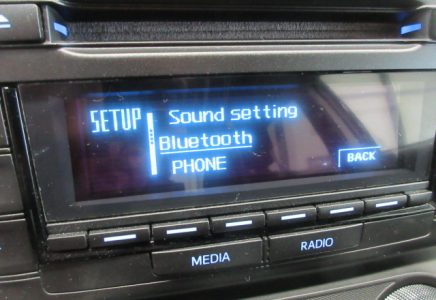 SETUP
Sound setting
Bluetooth
PHONE
BACK
MEDIA
RADIO